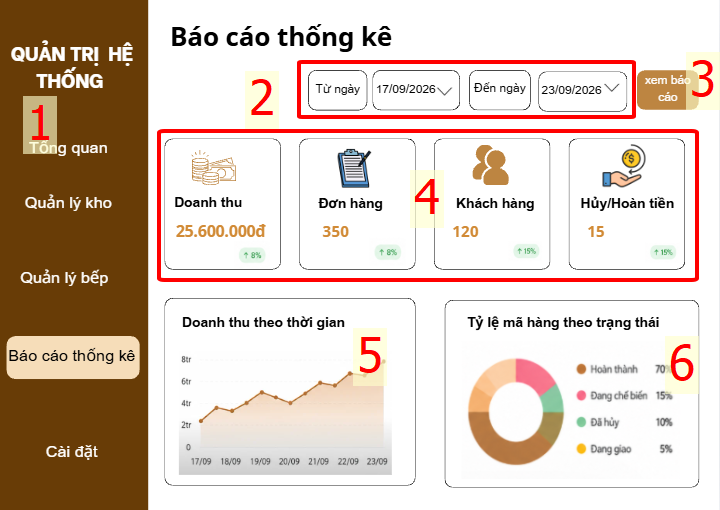 QUẢN TRỊ HỆ
THỐNG
1
Tổng quan
Quản lý kho
Quản lý bếp
Báo cáo thống kê
Cài đặt
Báo cáo thống kê
2
Từ ngày
17/09/2026
Đến ngày
23/09/2026
xem báo
cáo
3
Doanh thu
25.600.000đ
↑ 8%
Đơn hàng
350
↑ 8%
4
Khách hàng
120
↑ 15%
Hủy/Hoàn tiền
15
↑ 15%
Doanh thu theo thời gian
5
8tr
6tr
4tr
2tr
0
17/09 18/09 19/09 20/09 21/09 22/09 23/09
Tỷ lệ mã hàng theo trạng thái
6
Hoàn thành 70%
Đang chế biến 15%
Đã hủy 10%
Dang giao 5%